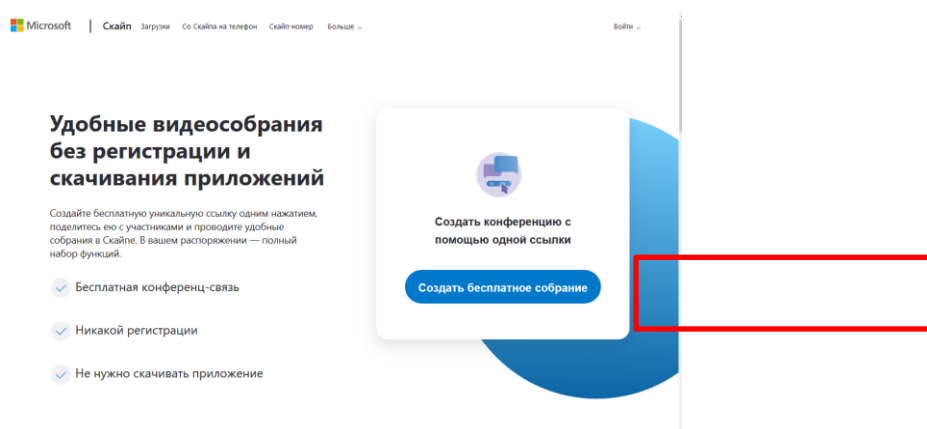 Microsoft | Скайп Загрузки Со Скайпа на телефон Скайп-номер Больше Войти
Удобные видеособрания
без регистрации и
скачивания приложений
Создайте бесплатную уникальную ссылку одним нажатием,
поделитесь ею с участниками и проводите удобные
собрания в Скайпе. В вашем распоряжении — полный
набор функций.
Бесплатная конференц-связь
Никакой регистрации
Не нужно скачивать приложение
Создать конференцию с
помощью одной ссылки
Создать бесплатное собрание